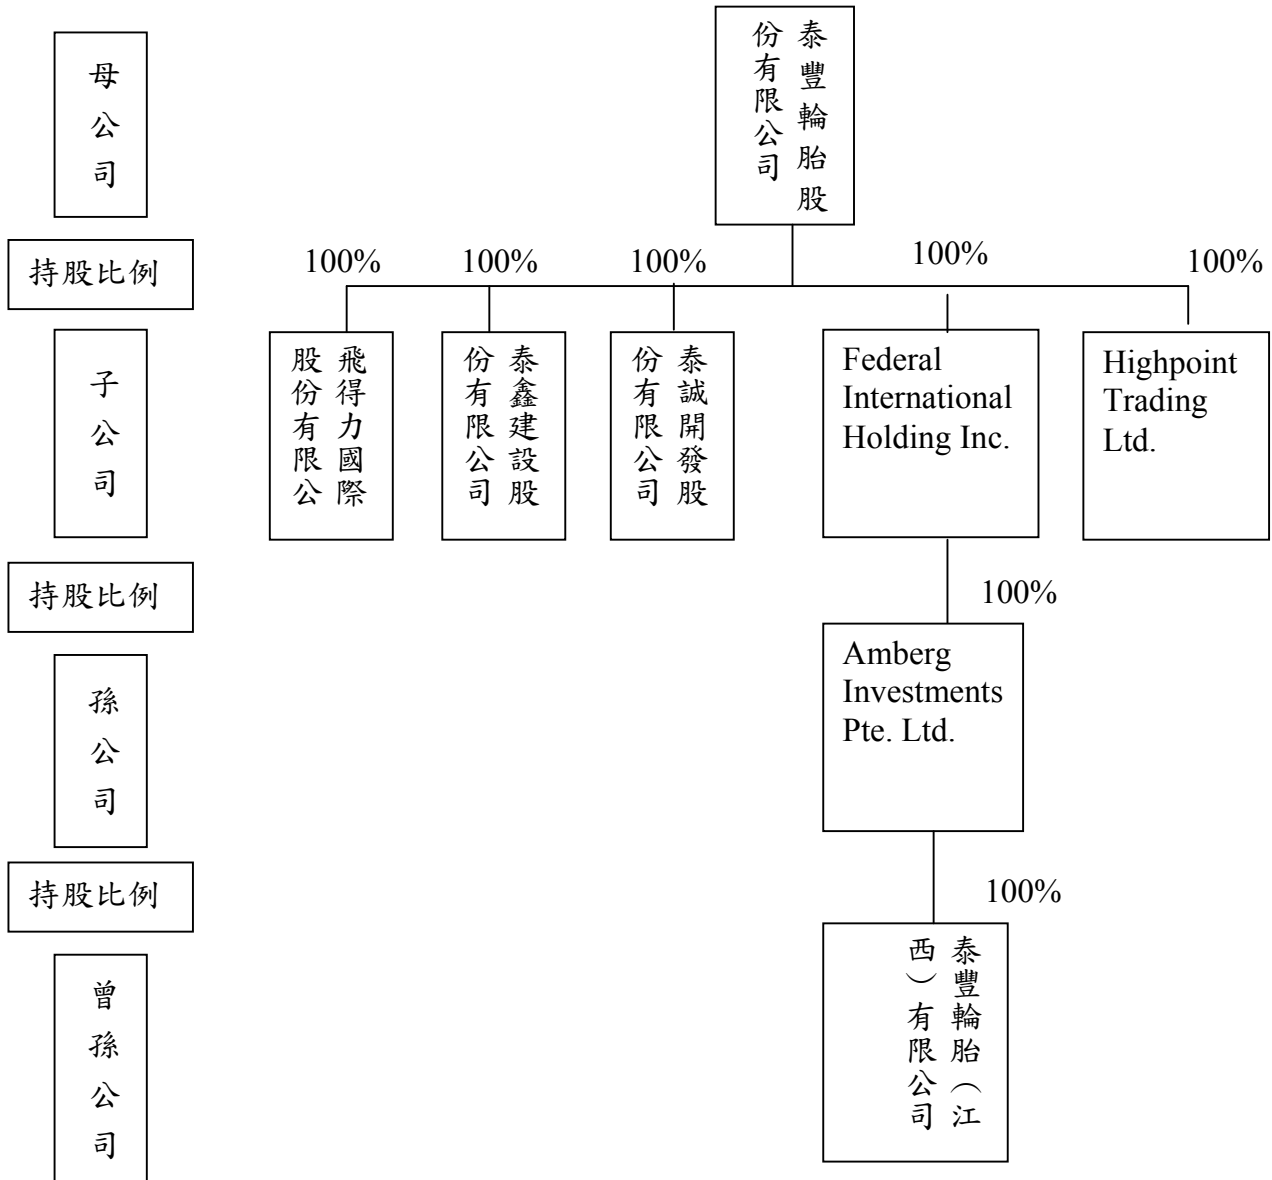 母公司
泰豐輪胎股
份有限公司
持股比例
100%
100%
100%
100%
100%
子公司
飛得力國際
股份有限公
泰鑫建設股
份有限公司
泰誠開發股
份有限公司
Federal
International
Holding Inc.
Highpoint
Trading
Ltd.
持股比例
100%
孫公司
Amberg
Investments
Pte. Ltd.
持股比例
100%
曾孫公司
泰豐輪胎（江
西）有限公司